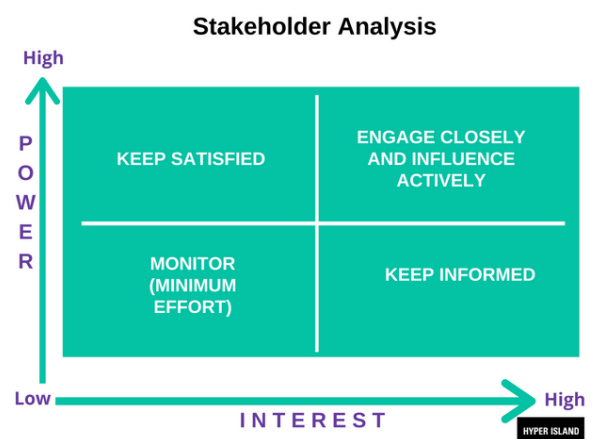 Stakeholder Analysis
High
POWER
KEEP SATISFIED
ENGAGE CLOSELY
AND INFLUENCE
ACTIVELY
MONITOR
(MINIMUM
EFFORT)
KEEP INFORMED
Low
High
INTEREST
HYPER ISLAND